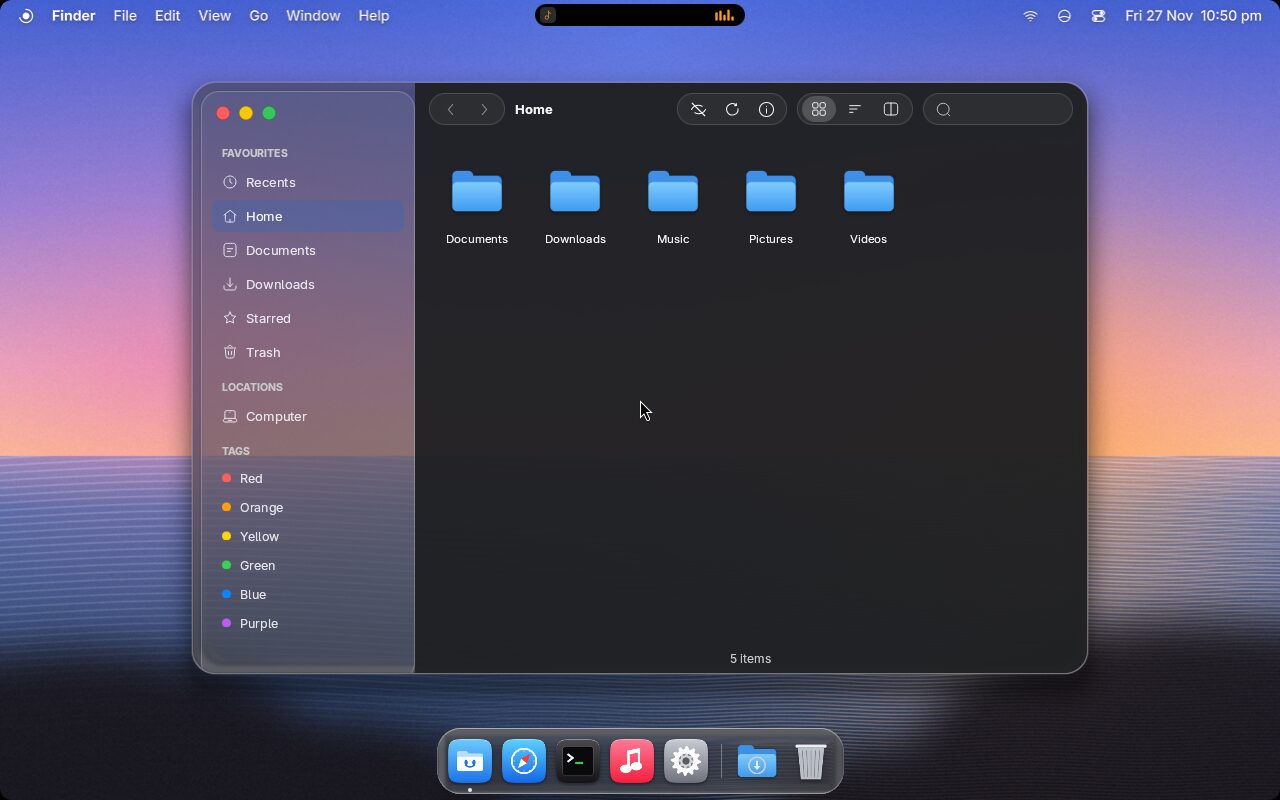 Finder File Edit View Go Window Help Fri 27 Nov 10:50 pm
Home
FAVOURITES
Recents
Home
Documents
Downloads
Starred
Trash
LOCATIONS
Computer
TAGS
Red
Orange
Yellow
Green
Blue
Purple
Documents Downloads Music Pictures Videos
5 items